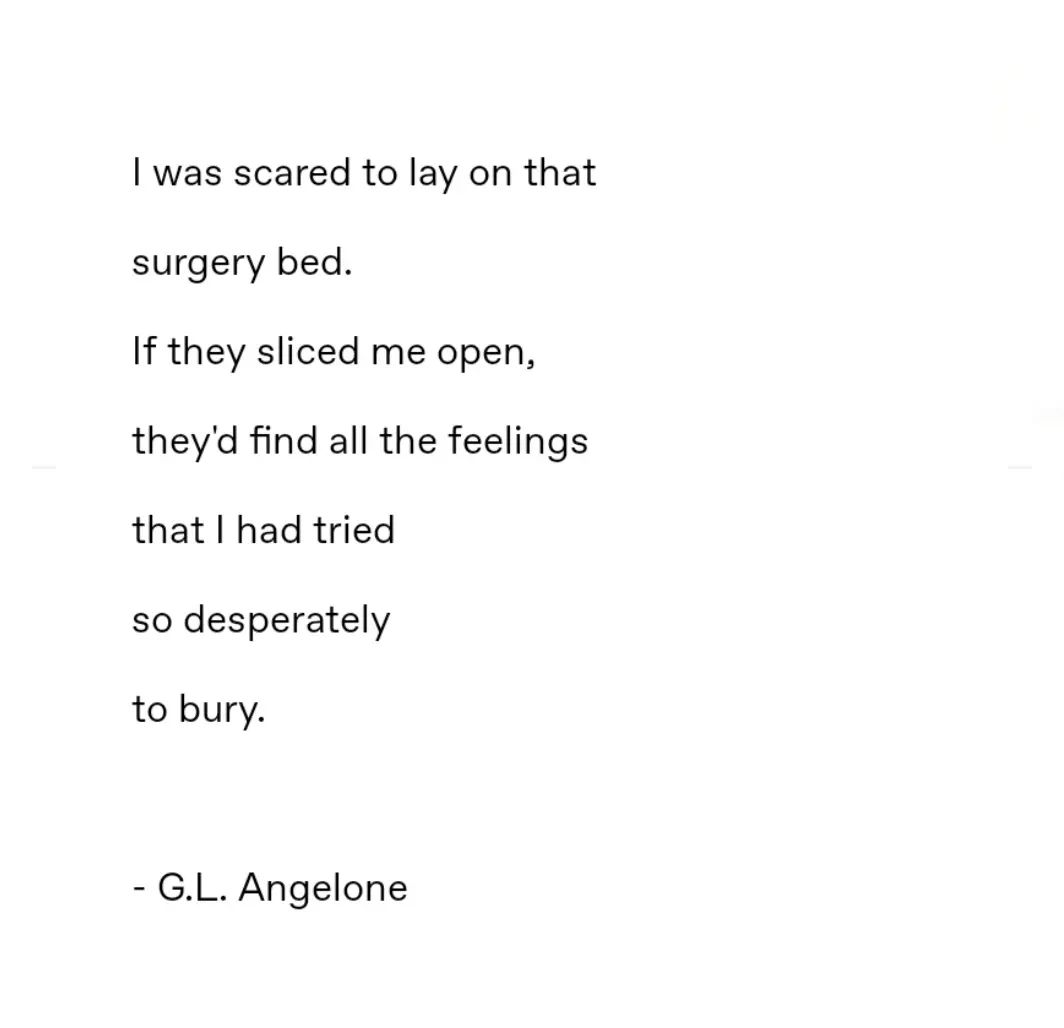 I was scared to lay on that
surgery bed.
If they sliced me open,
they'd find all the feelings
that I had tried
so desperately
to bury.
- G.L. Angelone